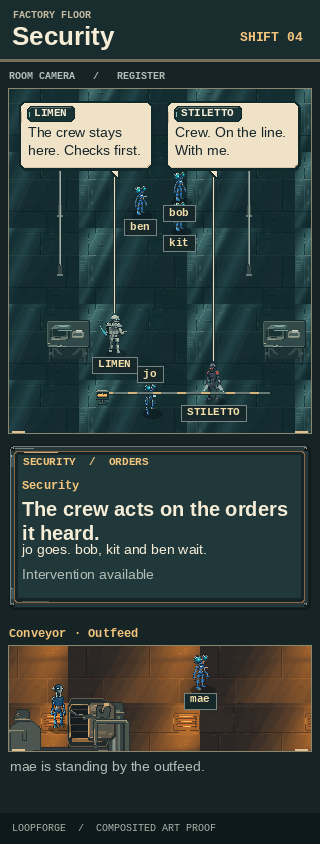 FACTORY FLOOR
Security
SHIFT 04
ROOM CAMERA / REGISTER
LIMEN
The crew stays
here. Checks first.
STILETTO
Crew. On the line.
With me.
ben
bob
kit
LIMEN
jo
STILETTO
SECURITY / ORDERS
Security
The crew acts on the orders
it heard.
jo goes. bob, kit and ben wait.
Intervention available
Conveyor · Outfeed
mae
mae is standing by the outfeed.
LOOPFORGE / COMPOSITED ART PROOF